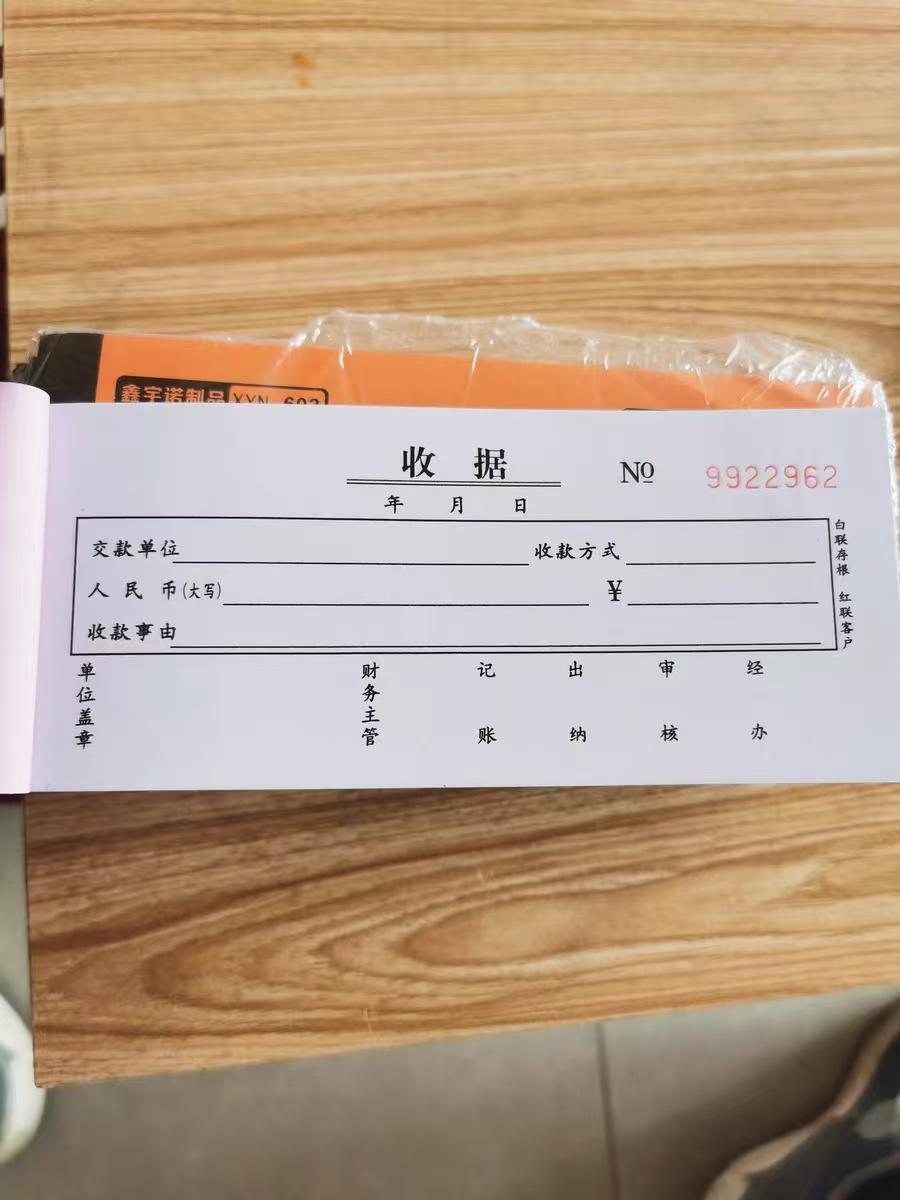 鑫宇诺制品 XYN-603
收 据 № 9922962
年 月 日
交款单位 收款方式
人 民 币(大写) ¥
收款事由
白联存根 红联客户
单位盖章 财务主管 记账 出纳 审核 经办